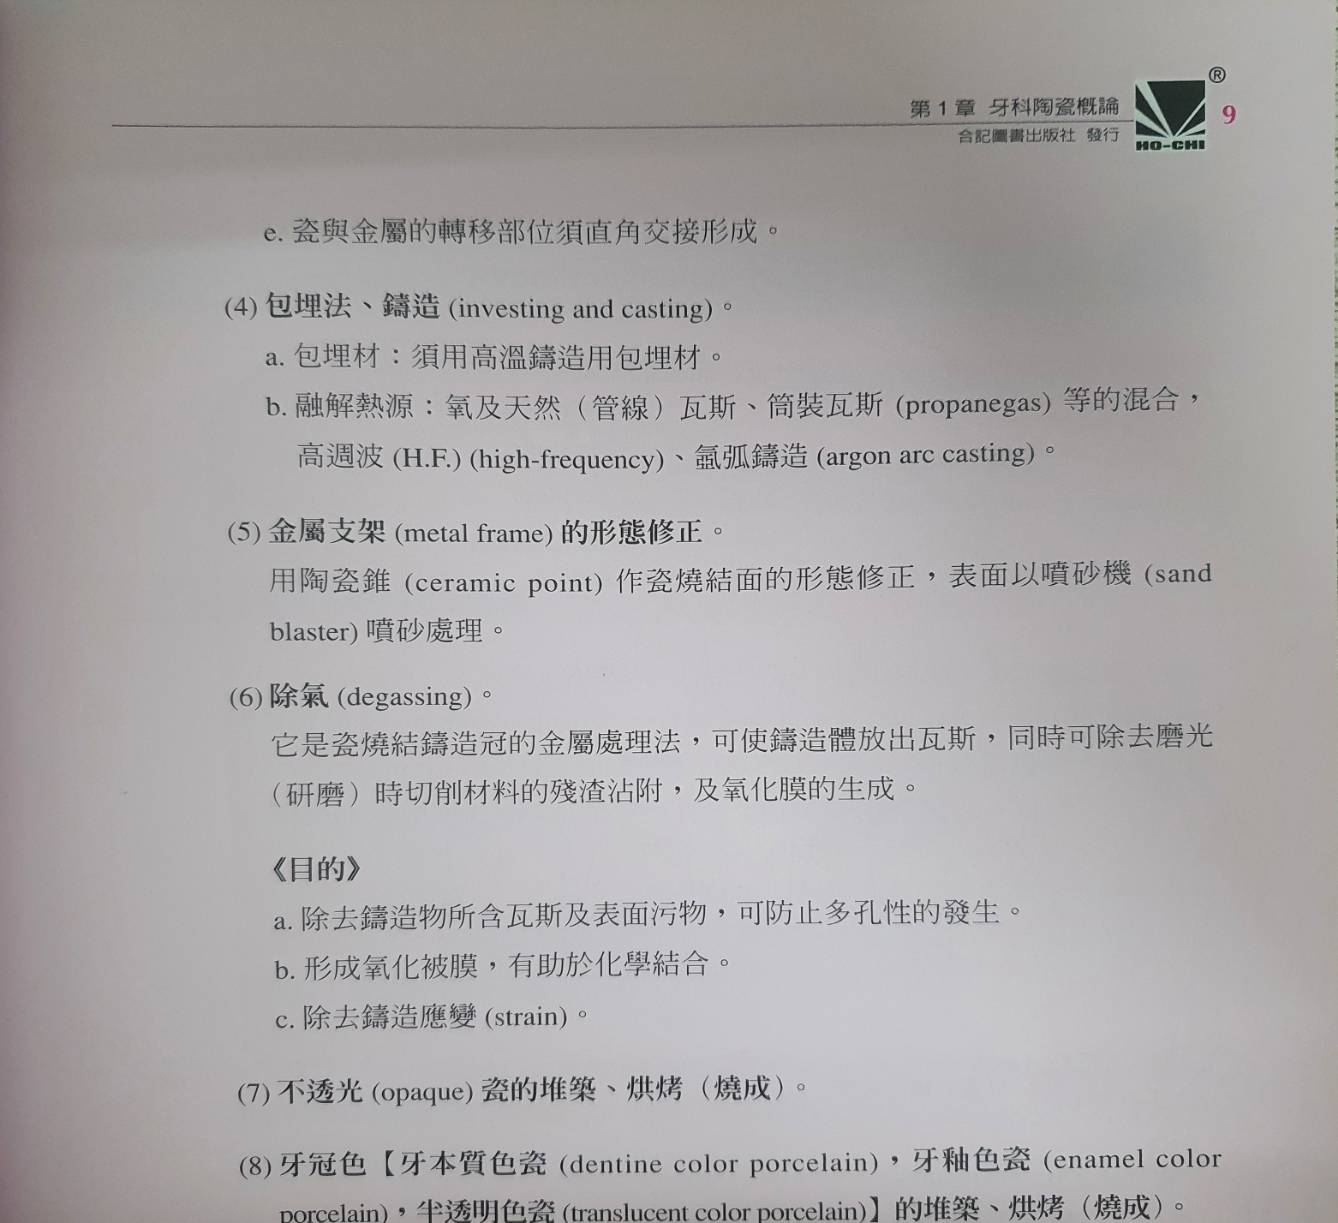 第 1 章 牙科陶瓷概論
合記圖書出版社 發行
HO-CHI
®
9
e. 瓷與金屬的轉移部位須直角交接形成。
(4) 包埋法、鑄造 (investing and casting)。
a. 包埋材：須用高溫鑄造用包埋材。
b. 融解熱源：氧及天然（管線）瓦斯、筒裝瓦斯 (propanegas) 等的混合，
高週波 (H.F.) (high-frequency)、氬弧鑄造 (argon arc casting)。
(5) 金屬支架 (metal frame) 的形態修正。
用陶瓷錐 (ceramic point) 作瓷燒結面的形態修正，表面以噴砂機 (sand
blaster) 噴砂處理。
(6) 除氣 (degassing)。
它是瓷燒結鑄造冠的金屬處理法，可使鑄造體放出瓦斯，同時可除去磨光
（研磨）時切削材料的殘渣沾附，及氧化膜的生成。
《目的》
a. 除去鑄造物所含瓦斯及表面污物，可防止多孔性的發生。
b. 形成氧化被膜，有助於化學結合。
c. 除去鑄造應變 (strain)。
(7) 不透光 (opaque) 瓷的堆築、烘烤（燒成）。
(8) 牙冠色【牙本質色瓷 (dentine color porcelain)，牙釉色瓷 (enamel color
porcelain)，半透明色瓷 (translucent color porcelain)】的堆築、烘烤（燒成）。